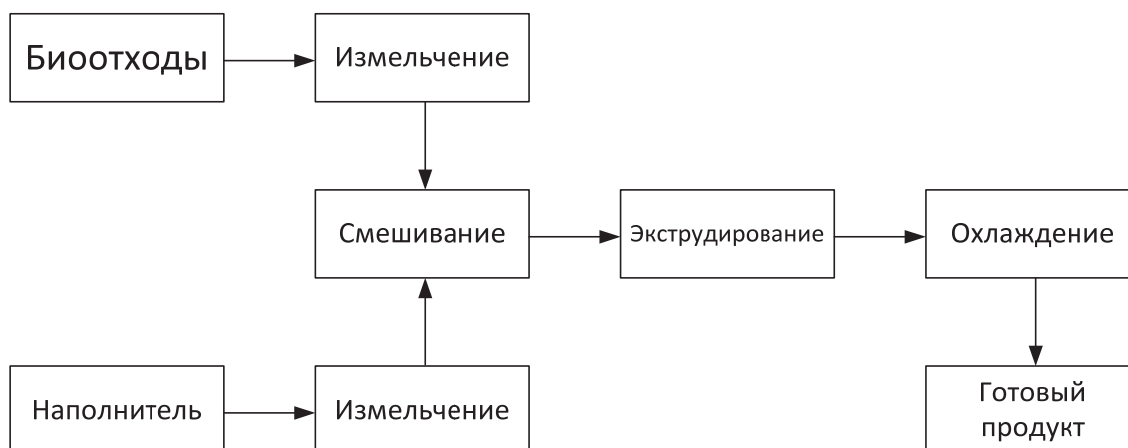 Биоотходы
Измельчение
Смешивание
Экструдирование
Охлаждение
Наполнитель
Измельчение
Готовый
продукт